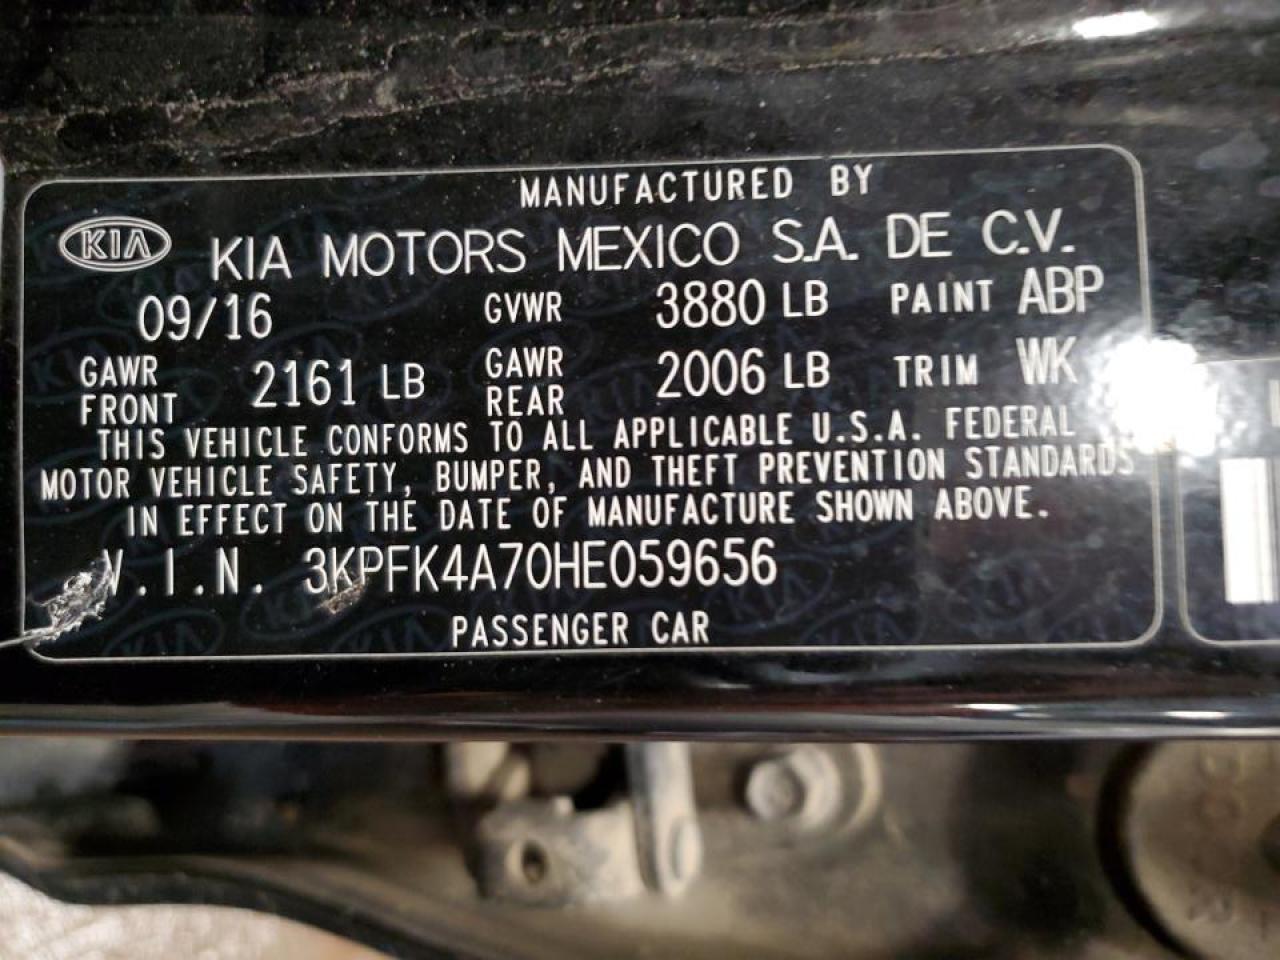 MANUFACTURED BY
KIA KIA MOTORS MEXICO S.A. DE C.V.
09/16 GVWR 3880 LB PAINT ABP
GAWR FRONT 2161 LB GAWR REAR 2006 LB TRIM WK
THIS VEHICLE CONFORMS TO ALL APPLICABLE U.S.A. FEDERAL
MOTOR VEHICLE SAFETY, BUMPER, AND THEFT PREVENTION STANDARDS
IN EFFECT ON THE DATE OF MANUFACTURE SHOWN ABOVE.
V.I.N. 3KPFK4A70HE059656
PASSENGER CAR